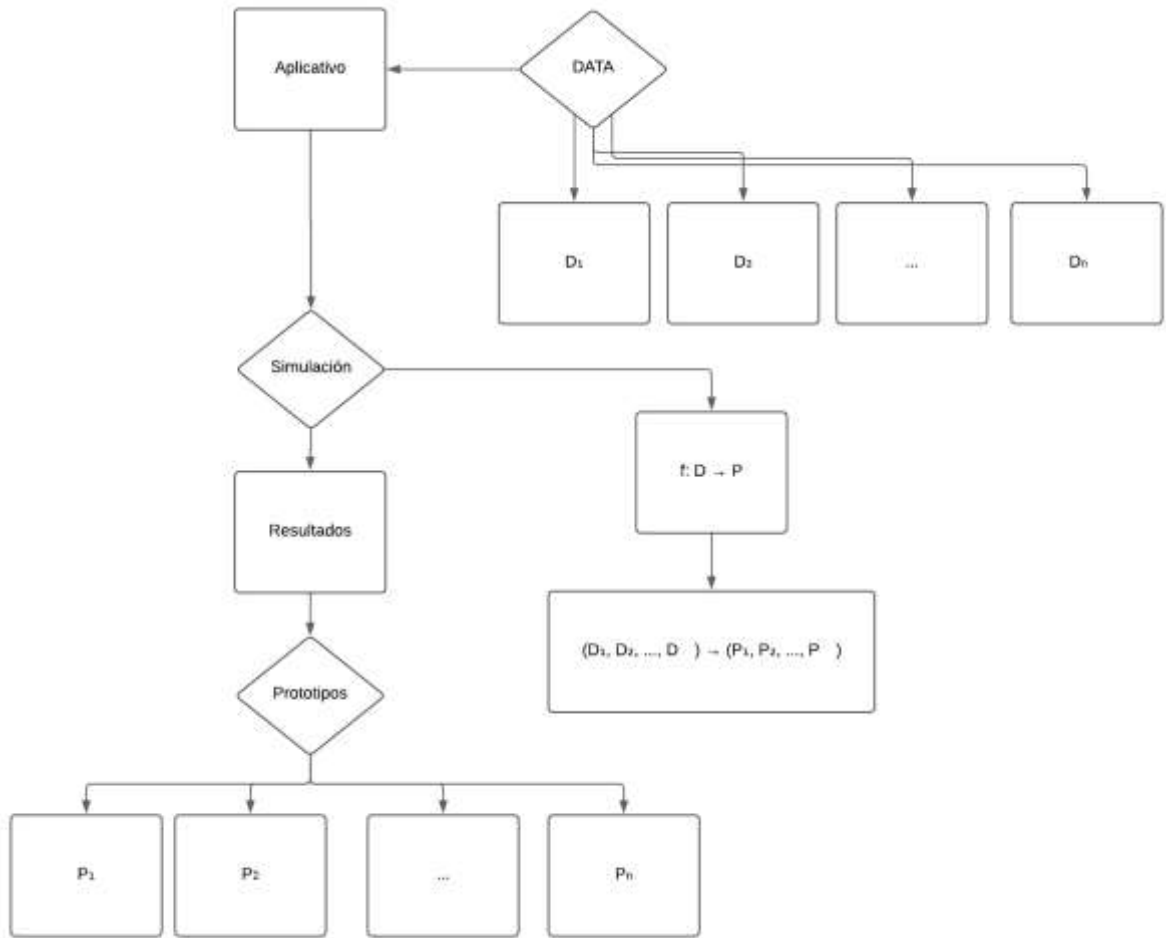 Aplicativo
DATA
D₁
D₂
...
Dₙ
Simulación
f: D → P
Resultados
(D₁, D₂, ..., D ) → (P₁, P₂, ..., P )
Prototipos
P₁
P₂
...
Pₙ